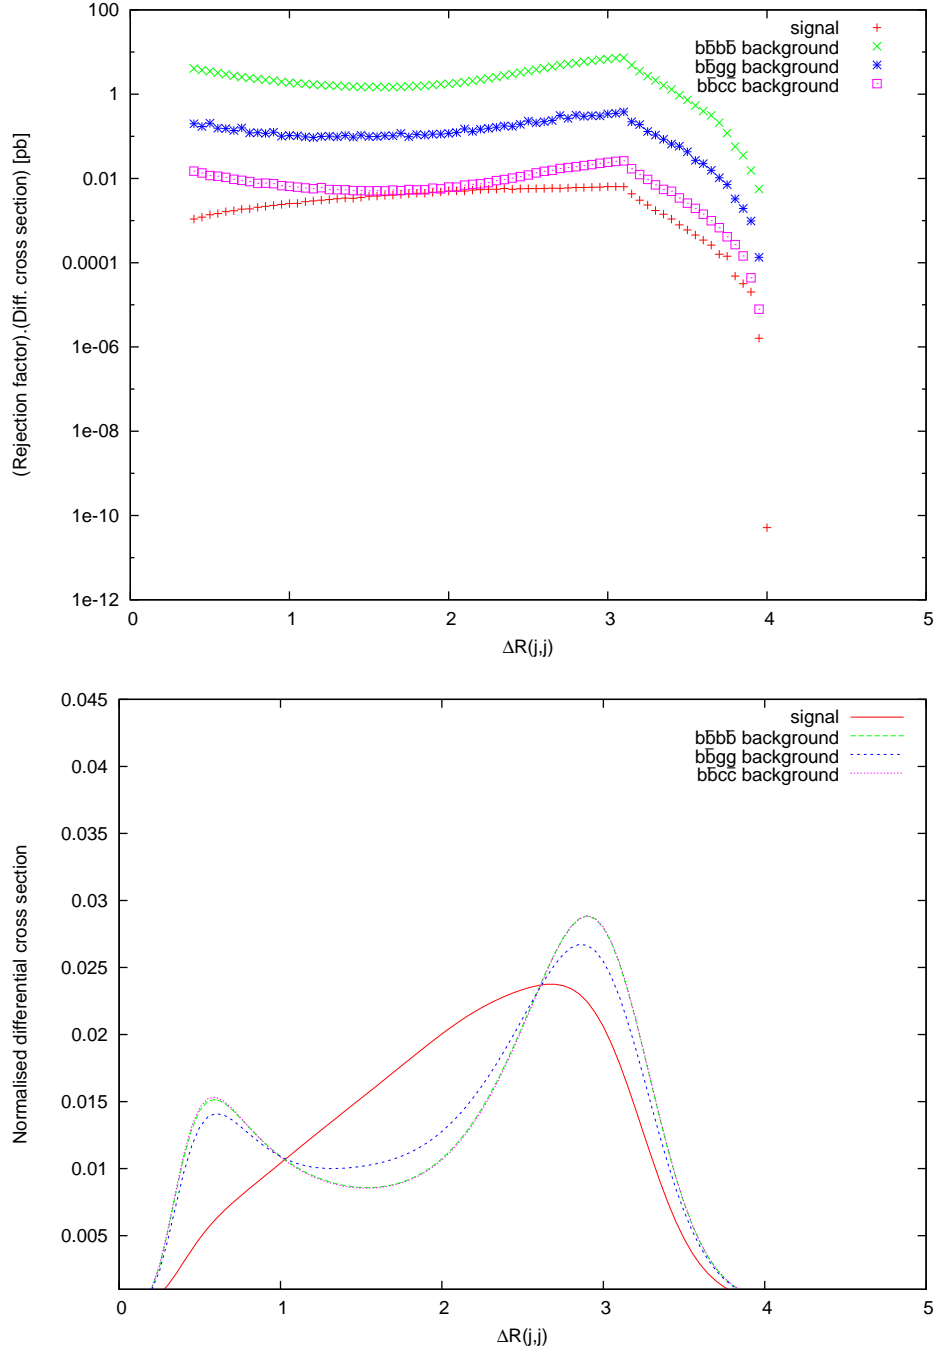 (Rejection factor).(Diff. cross section) [pb]
100
1
0.01
0.0001
1e-06
1e-08
1e-10
1e-12
signal
bb̄bb̄ background
bb̄gg background
bb̄cc̄ background
0 1 2 3 4 5
ΔR(j,j)
Normalised differential cross section
0.045
0.04
0.035
0.03
0.025
0.02
0.015
0.01
0.005
signal
bb̄bb̄ background
bb̄gg background
bb̄cc̄ background
0 1 2 3 4 5
ΔR(j,j)